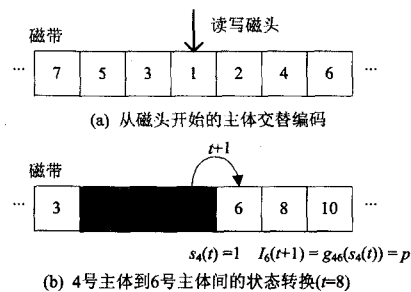 读写磁头
磁带
··· 7 5 3 1 2 4 6 ···
(a) 从磁头开始的主体交替编码
t+1
磁带
··· 3 6 8 10 ···
s₄(t) =1 I₆(t+1) = g₄₆(s₄(t)) = p
(b) 4号主体到6号主体间的状态转换(t=8)